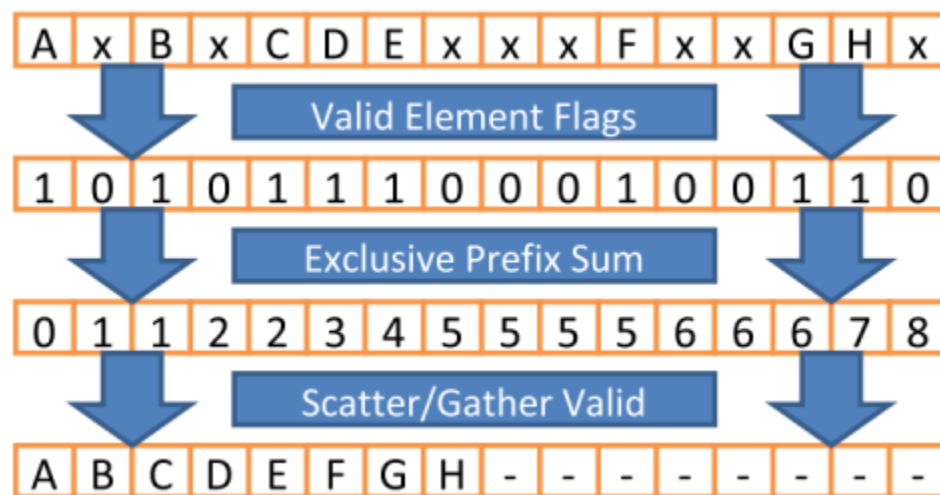 A x B x C D E x x x F x x G H x
Valid Element Flags
1 0 1 0 1 1 1 0 0 0 1 0 0 1 1 0
Exclusive Prefix Sum
0 1 1 2 2 3 4 5 5 5 5 6 6 6 7 8
Scatter/Gather Valid
A B C D E F G H - - - - - - - -